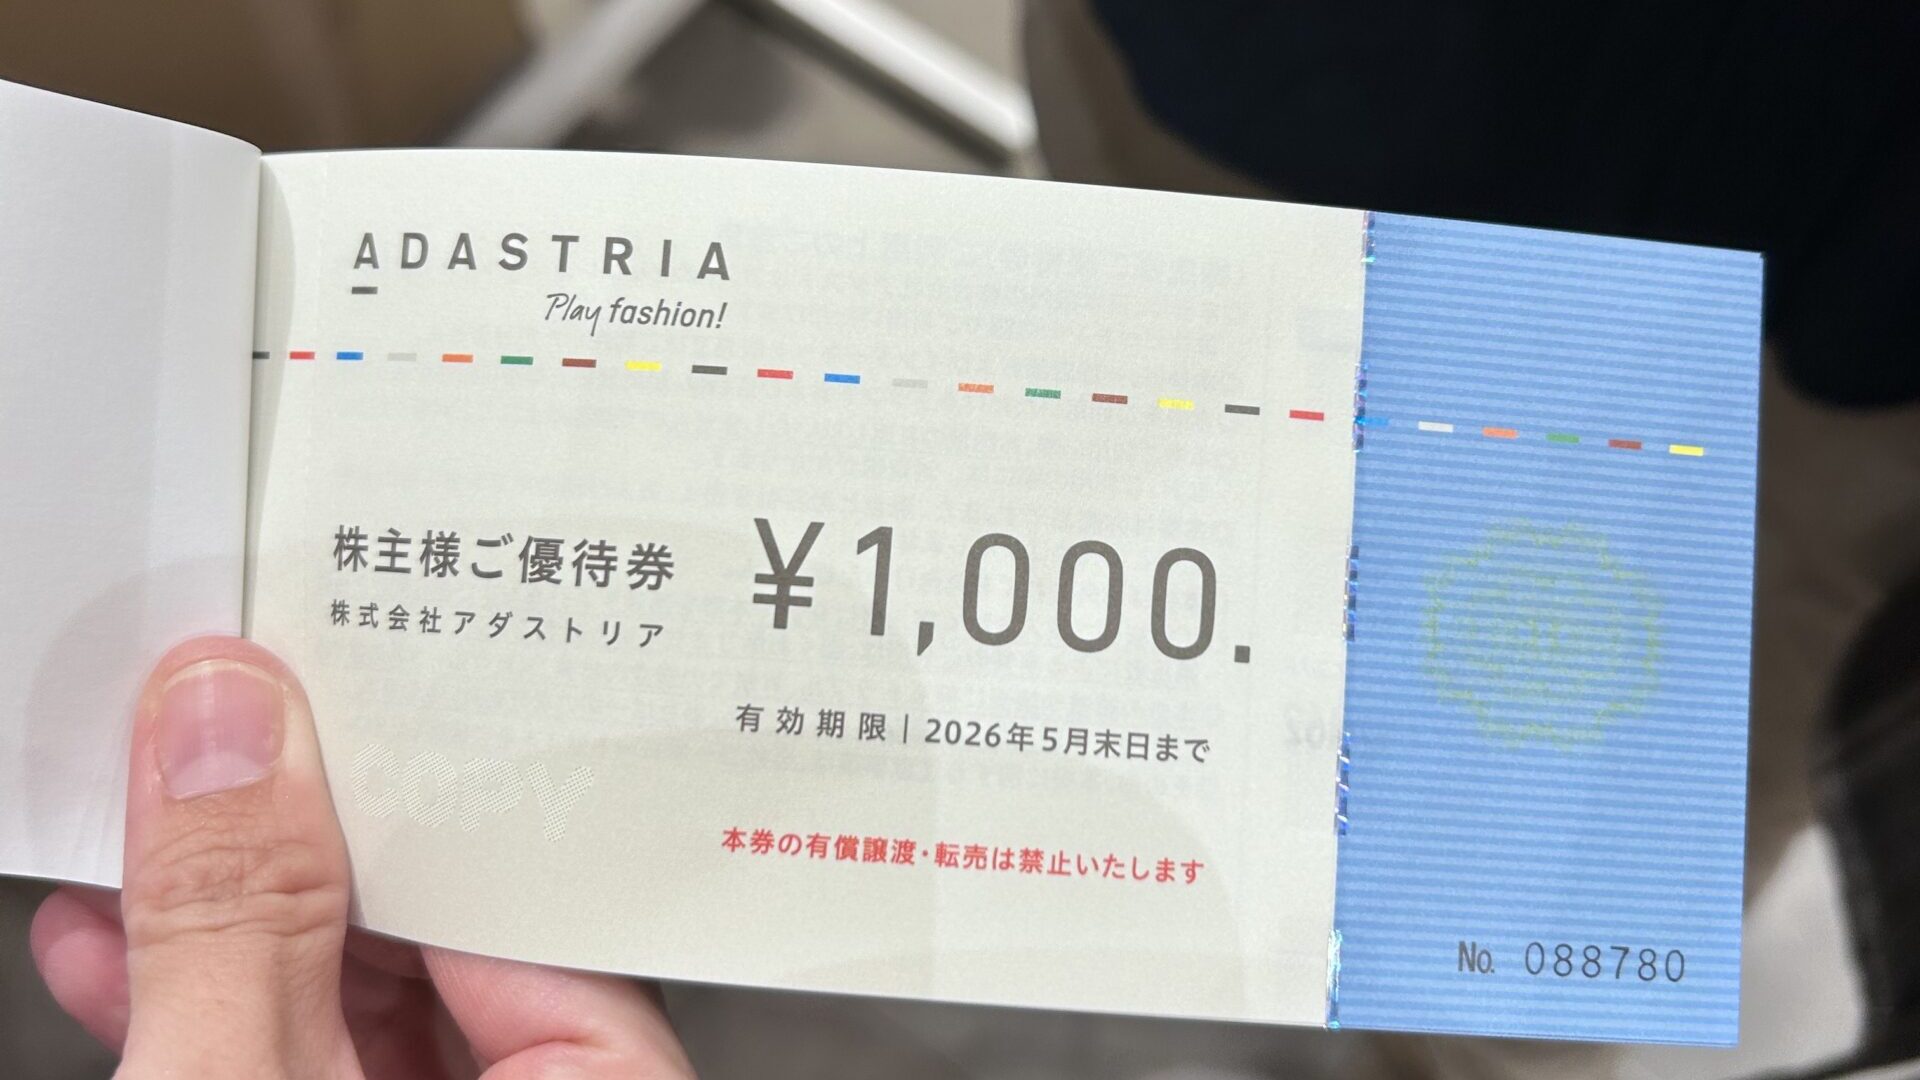 ADASTRIA
Play fashion!
株主様ご優待券
株式会社アダストリア
¥1,000.
有効期限｜2026年5月末日まで
COPY
本券の有償譲渡・転売は禁止いたします
No. 088780